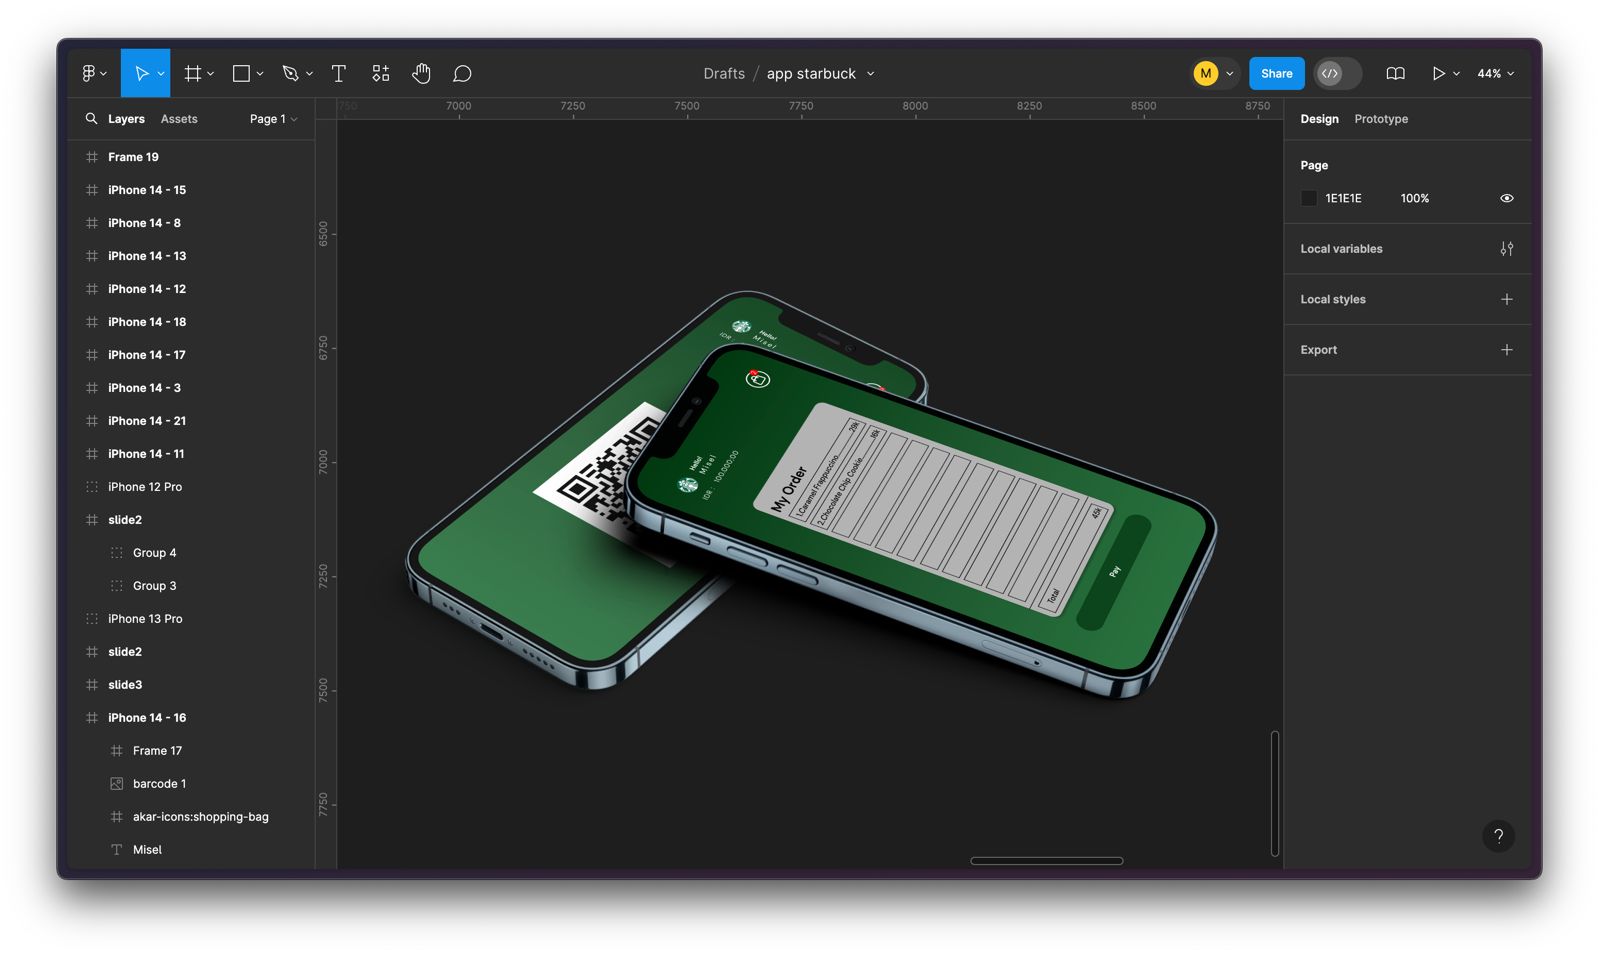 Drafts / app starbuck
M
Share
44%
Layers
Assets
Page 1
Frame 19
iPhone 14 - 15
iPhone 14 - 8
iPhone 14 - 13
iPhone 14 - 12
iPhone 14 - 18
iPhone 14 - 17
iPhone 14 - 3
iPhone 14 - 21
iPhone 14 - 11
iPhone 12 Pro
slide2
Group 4
Group 3
iPhone 13 Pro
slide2
slide3
iPhone 14 - 16
Frame 17
barcode 1
akar-icons:shopping-bag
Misel
750 7000 7250 7500 7750 8000 8250 8500 8750
6500
6750
7000
7250
7500
7750
Hello!
Misel
IDR :
Hello!
Misel
IDR : 100.000,00
My Order
1.Caramel Frappuccino... 29k
2.Chocolate Chip Cookie... 16k
Total 45k
Pay
Design
Prototype
Page
1E1E1E 100%
Local variables
Local styles
Export
?